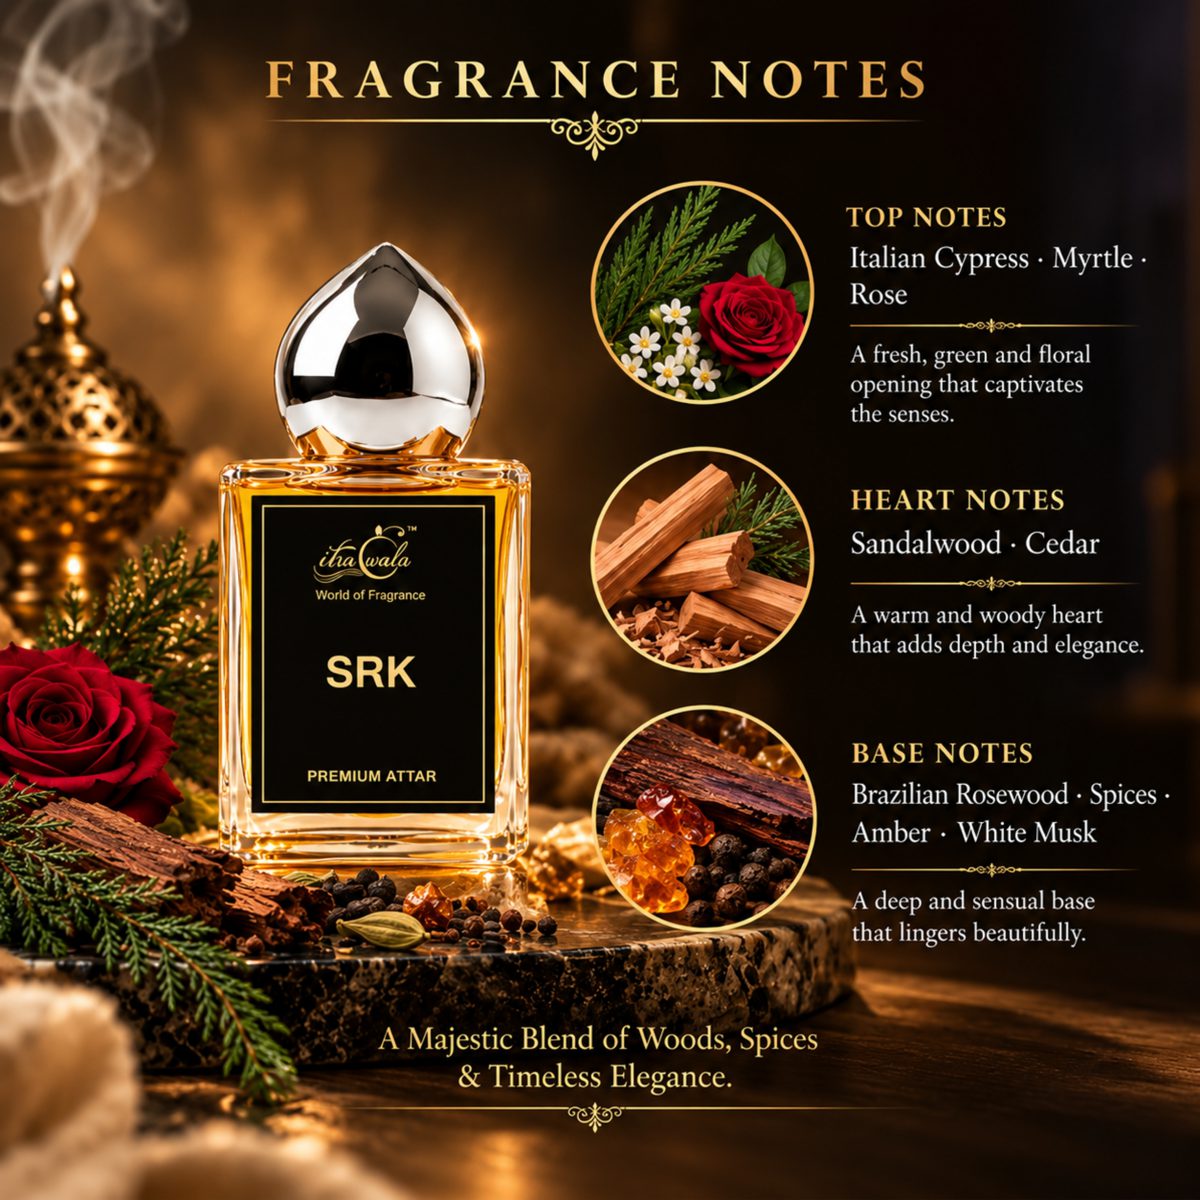 FRAGRANCE NOTES
TOP NOTES
Italian Cypress · Myrtle ·
Rose
A fresh, green and floral
opening that captivates
the senses.
HEART NOTES
Sandalwood · Cedar
A warm and woody heart
that adds depth and elegance.
BASE NOTES
Brazilian Rosewood · Spices ·
Amber · White Musk
A deep and sensual base
that lingers beautifully.
itra wala ™
World of Fragrance
SRK
PREMIUM ATTAR
A Majestic Blend of Woods, Spices
& Timeless Elegance.